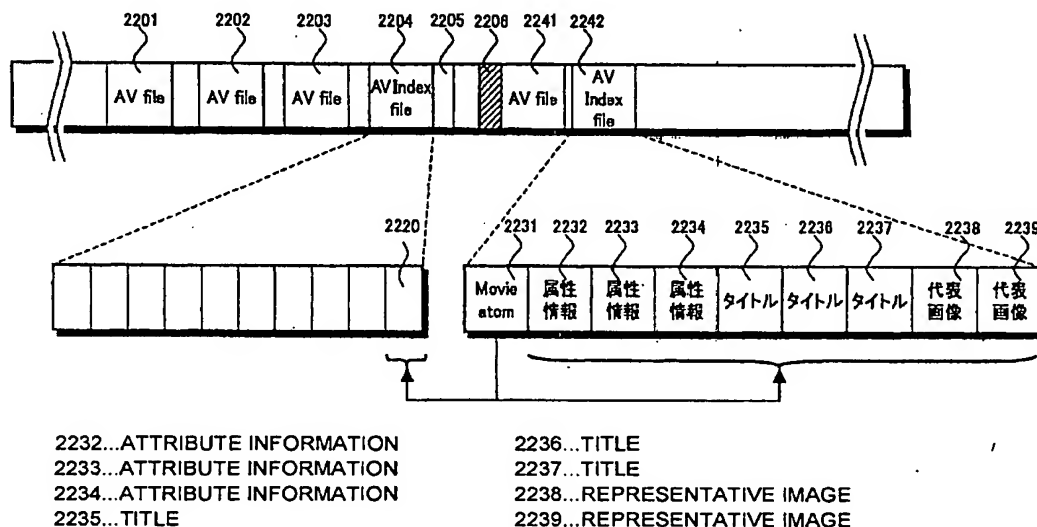 2201 2202 2203 2204 2205 2206 2241 2242
AV file AV file AV file AV Index file AV file AV Index file
2220 2231 2232 2233 2234 2235 2236 2237 2238 2239
Movie atom 属性情報 属性情報 属性情報 タイトル タイトル タイトル 代表画像 代表画像
2232...ATTRIBUTE INFORMATION
2233...ATTRIBUTE INFORMATION
2234...ATTRIBUTE INFORMATION
2235...TITLE
2236...TITLE
2237...TITLE
2238...REPRESENTATIVE IMAGE
2239...REPRESENTATIVE IMAGE